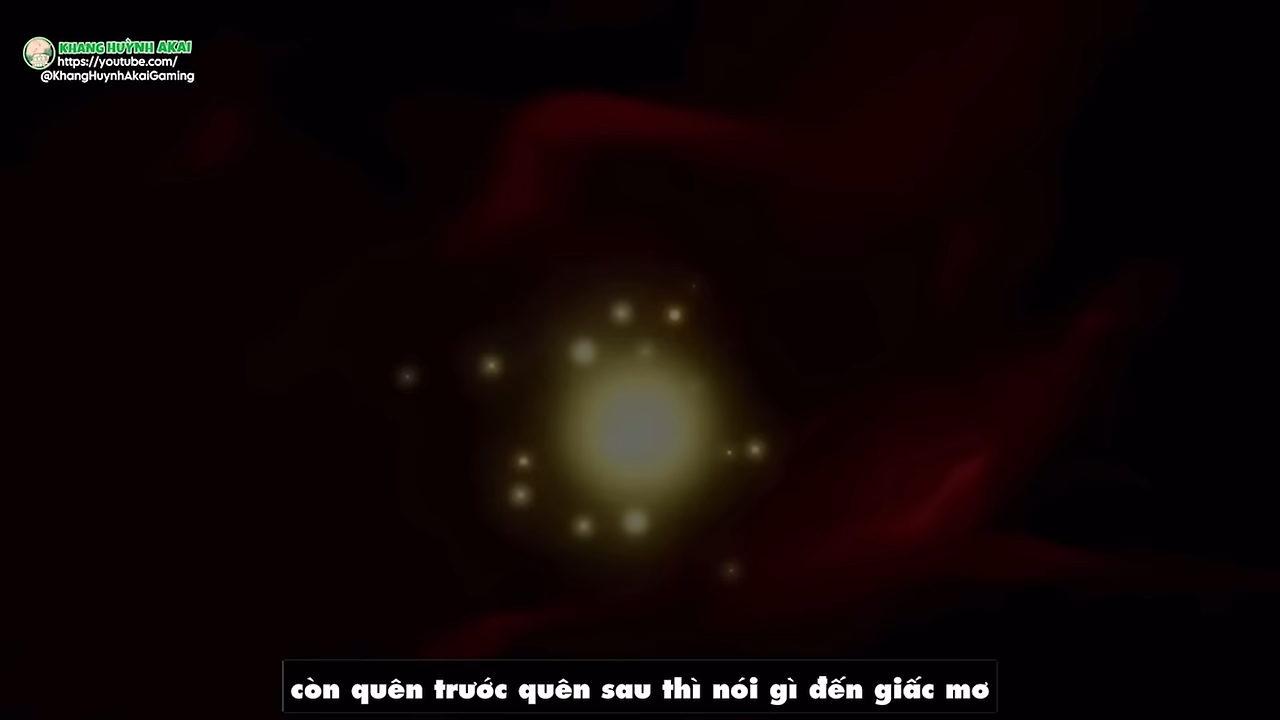 KHANG HUỲNH AKAI
https://youtube.com/
@KhangHuynhAkaiGaming
còn quên trước quên sau thì nói gì đến giấc mơ